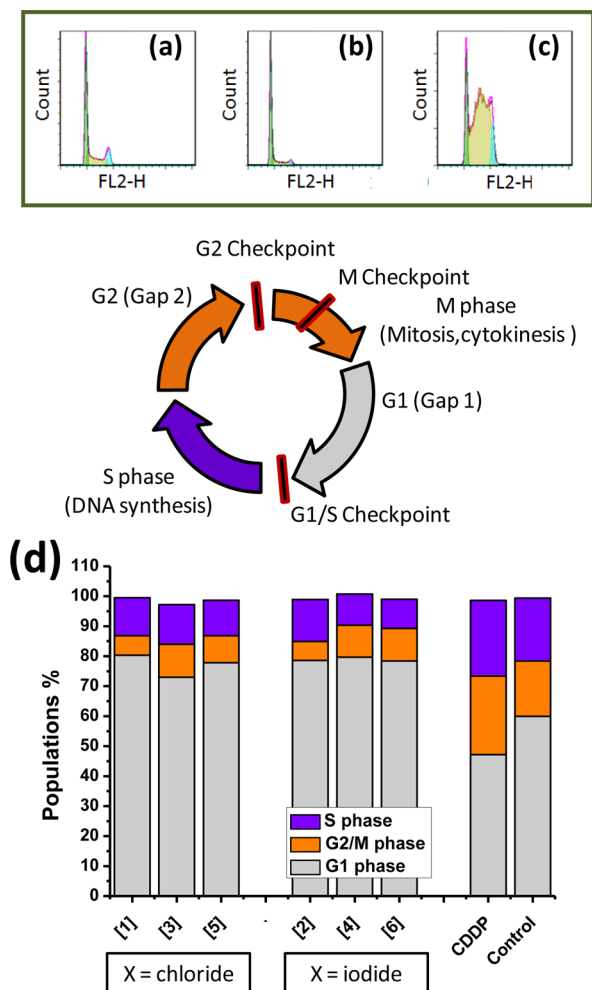 (a)
(b)
(c)
Count
Count
Count
FL2-H
FL2-H
FL2-H
G2 Checkpoint
M Checkpoint
G2 (Gap 2)
M phase
(Mitosis,cytokinesis )
G1 (Gap 1)
S phase
(DNA synthesis)
G1/S Checkpoint
(d)
110
100
90
80
70
60
50
40
30
20
10
0
Populations %
S phase
G2/M phase
G1 phase
[1]
[3]
[5]
[2]
[4]
[6]
CDDP
Control
X = chloride
X = iodide